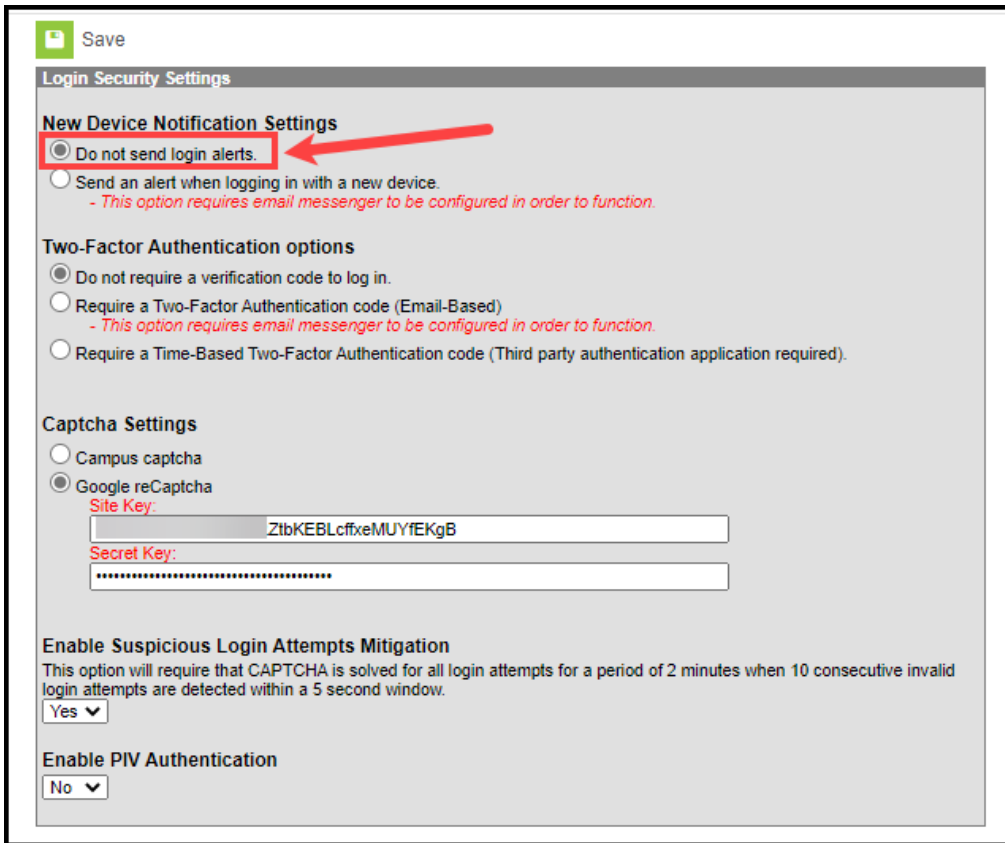 Save
Login Security Settings
New Device Notification Settings
Do not send login alerts.
Send an alert when logging in with a new device.
- This option requires email messenger to be configured in order to function.
Two-Factor Authentication options
Do not require a verification code to log in.
Require a Two-Factor Authentication code (Email-Based)
- This option requires email messenger to be configured in order to function.
Require a Time-Based Two-Factor Authentication code (Third party authentication application required).
Captcha Settings
Campus captcha
Google reCaptcha
Site Key:
ZtbKEBLcffxeMUYfEKgB
Secret Key:
Enable Suspicious Login Attempts Mitigation
This option will require that CAPTCHA is solved for all login attempts for a period of 2 minutes when 10 consecutive invalid
login attempts are detected within a 5 second window.
Yes
Enable PIV Authentication
No